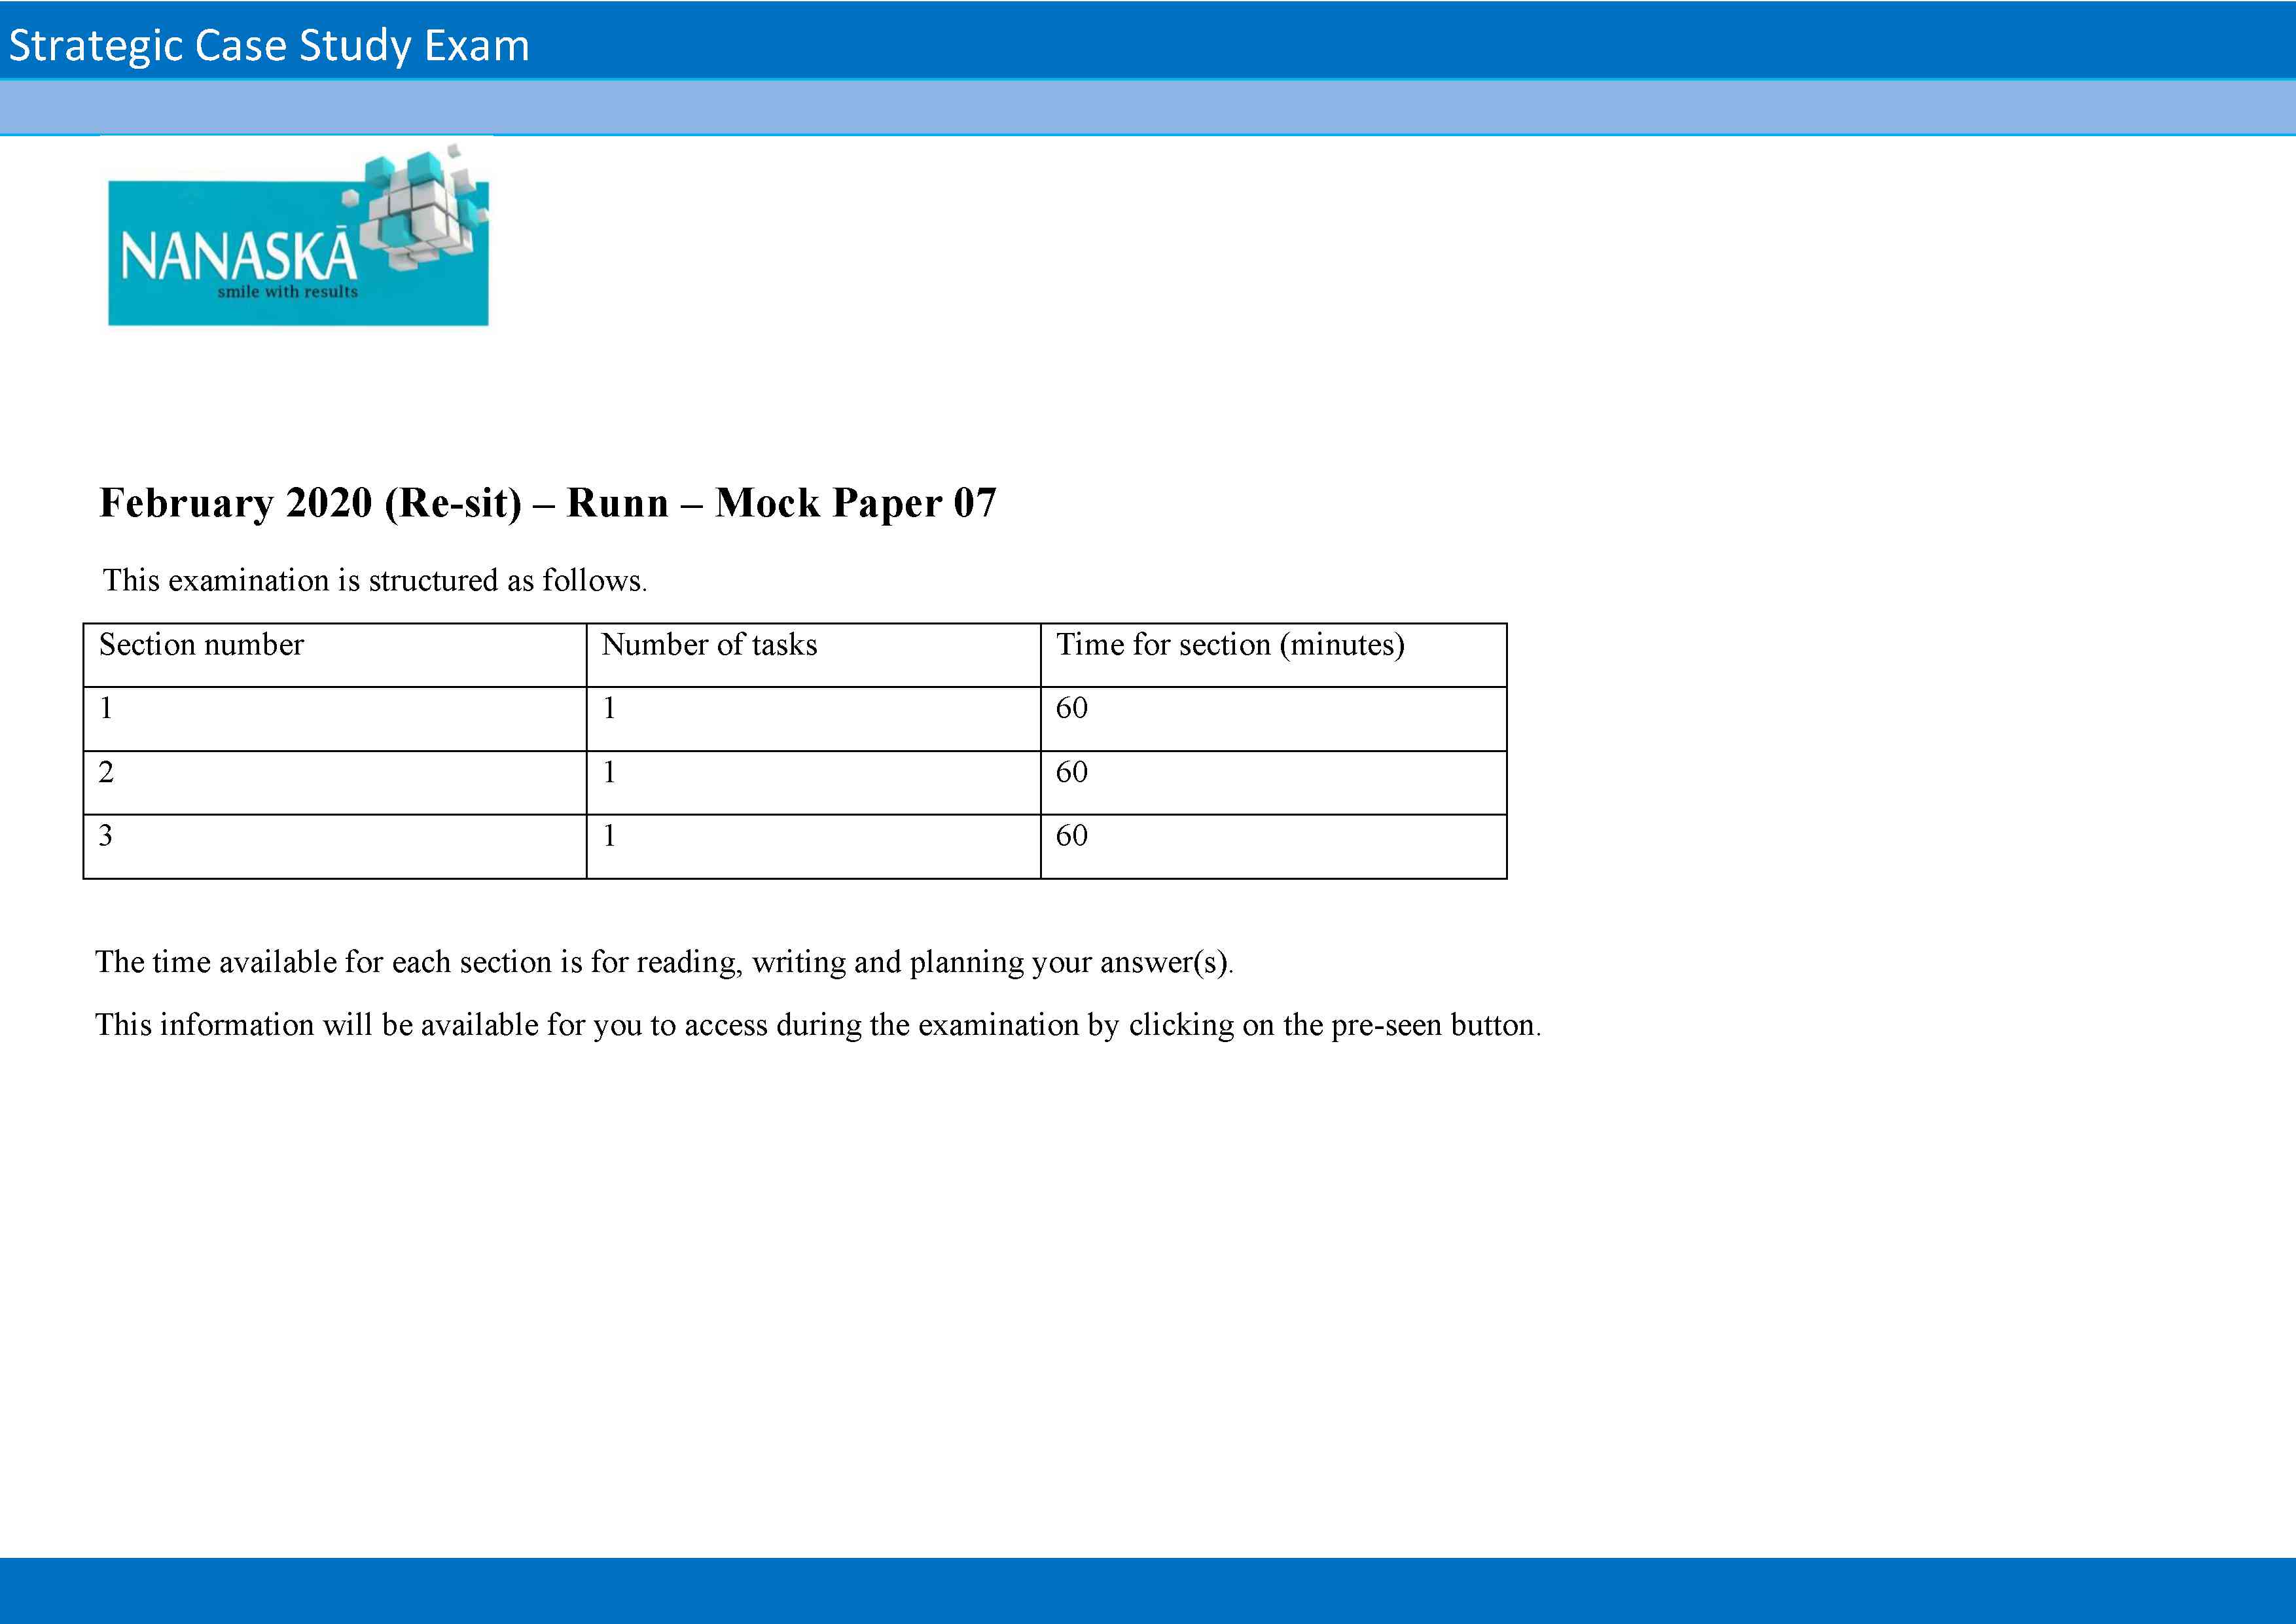 Strategic Case Study Exam
NANASKĀ
smile with results
February 2020 (Re-sit) – Runn – Mock Paper 07
This examination is structured as follows.
Section number Number of tasks Time for section (minutes)
1 1 60
2 1 60
3 1 60
The time available for each section is for reading, writing and planning your answer(s).
This information will be available for you to access during the examination by clicking on the pre-seen button.